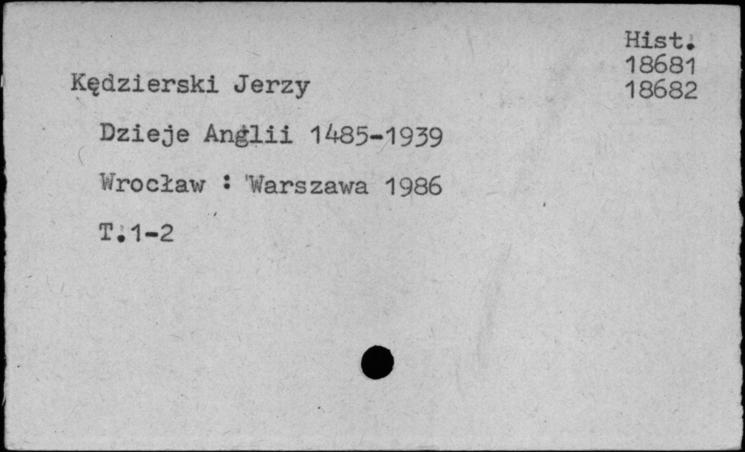 Hist.
18681
Kędzierski Jerzy
18682
Dzieje Anglii 1485-1939
Wrocław : Warszawa 1986
T.1-2